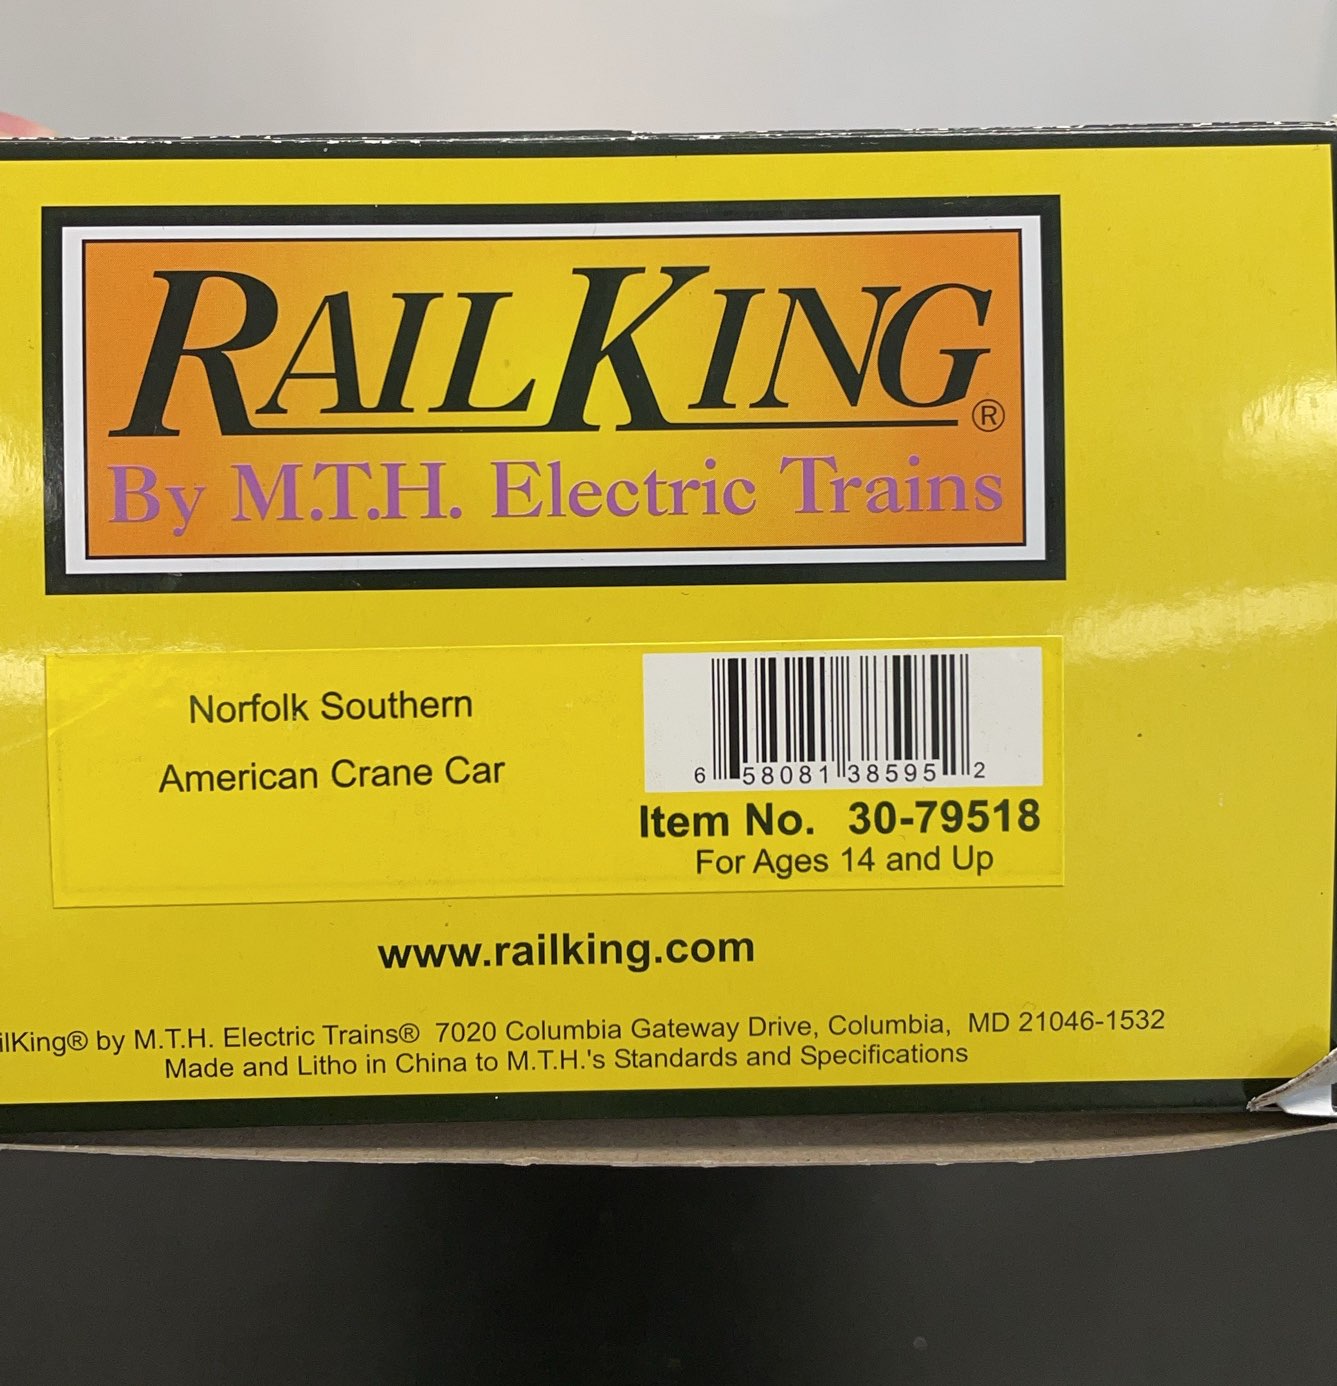 RAILKING®
By M.T.H. Electric Trains
Norfolk Southern
American Crane Car
6 58081 38595 2
Item No. 30-79518
For Ages 14 and Up
www.railking.com
ilKing® by M.T.H. Electric Trains® 7020 Columbia Gateway Drive, Columbia, MD 21046-1532
Made and Litho in China to M.T.H.'s Standards and Specifications